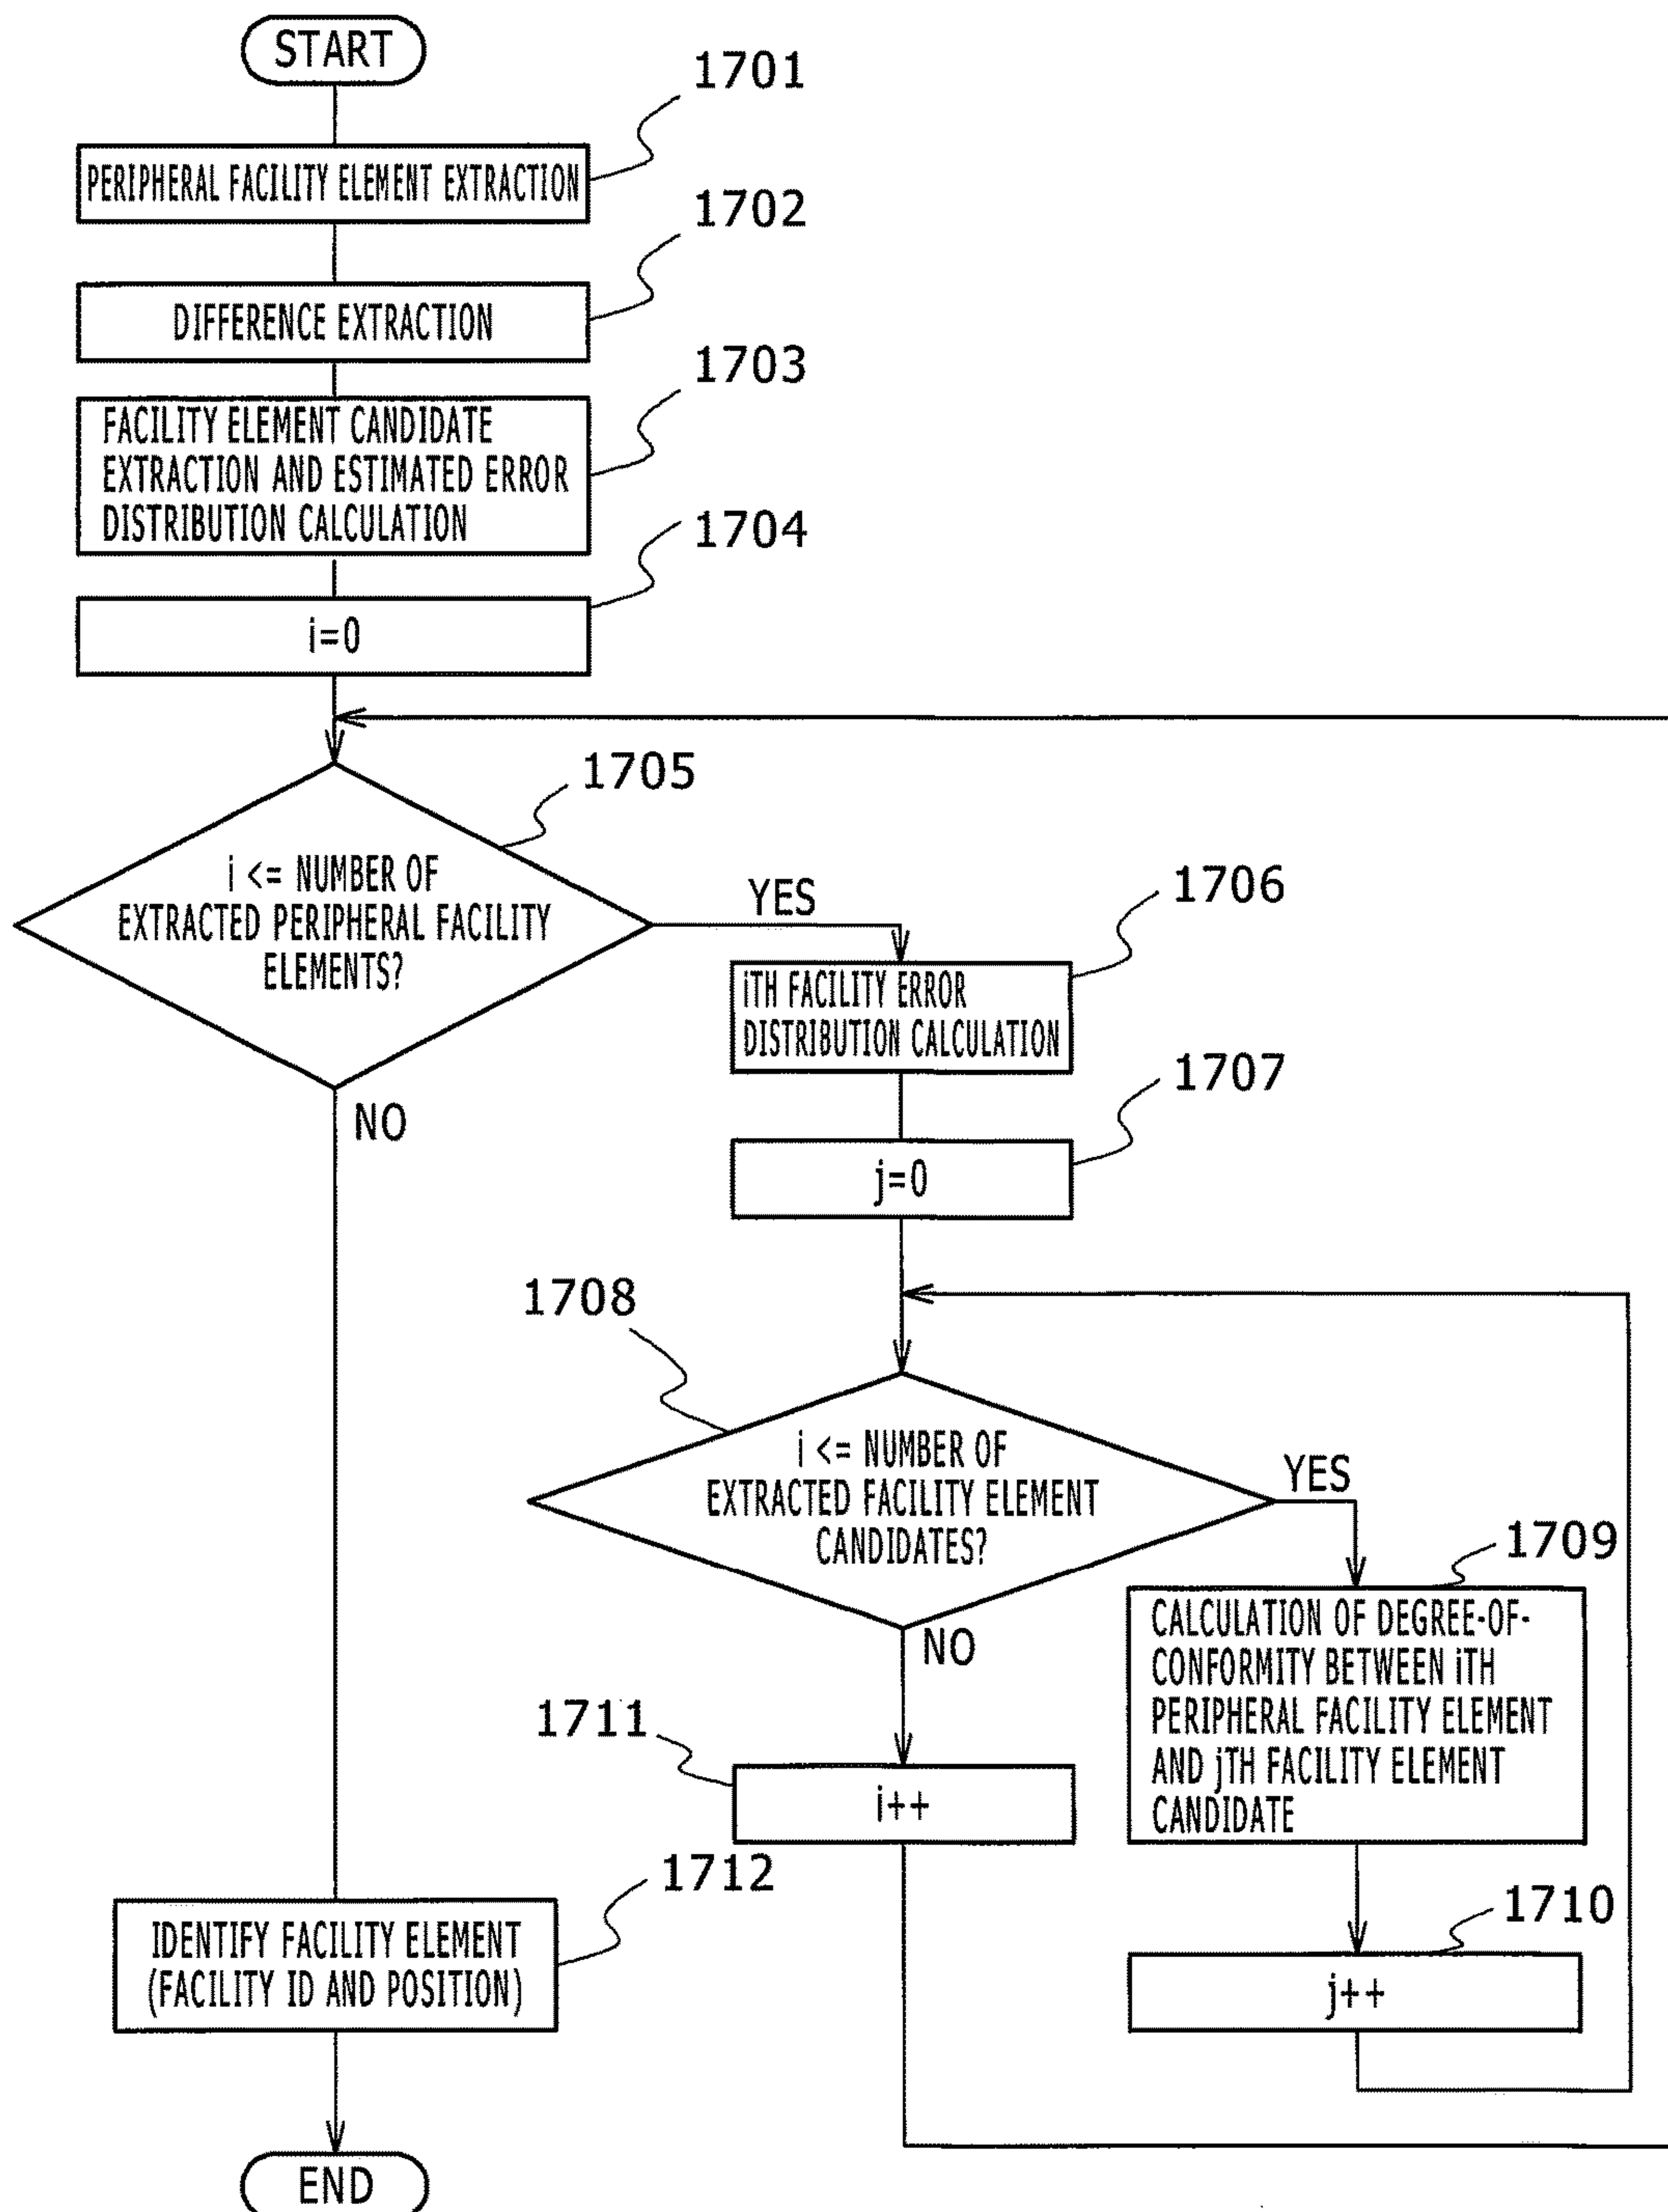 START
1701
PERIPHERAL FACILITY ELEMENT EXTRACTION
1702
DIFFERENCE EXTRACTION
1703
FACILITY ELEMENT CANDIDATE
EXTRACTION AND ESTIMATED ERROR
DISTRIBUTION CALCULATION
1704
i=0
1705
i <= NUMBER OF
EXTRACTED PERIPHERAL FACILITY
ELEMENTS?
YES
NO
1706
iTH FACILITY ERROR
DISTRIBUTION CALCULATION
1707
j=0
1708
i <= NUMBER OF
EXTRACTED FACILITY ELEMENT
CANDIDATES?
YES
NO
1709
CALCULATION OF DEGREE-OF-
CONFORMITY BETWEEN iTH
PERIPHERAL FACILITY ELEMENT
AND jTH FACILITY ELEMENT
CANDIDATE
1711
i++
1710
j++
1712
IDENTIFY FACILITY ELEMENT
(FACILITY ID AND POSITION)
END